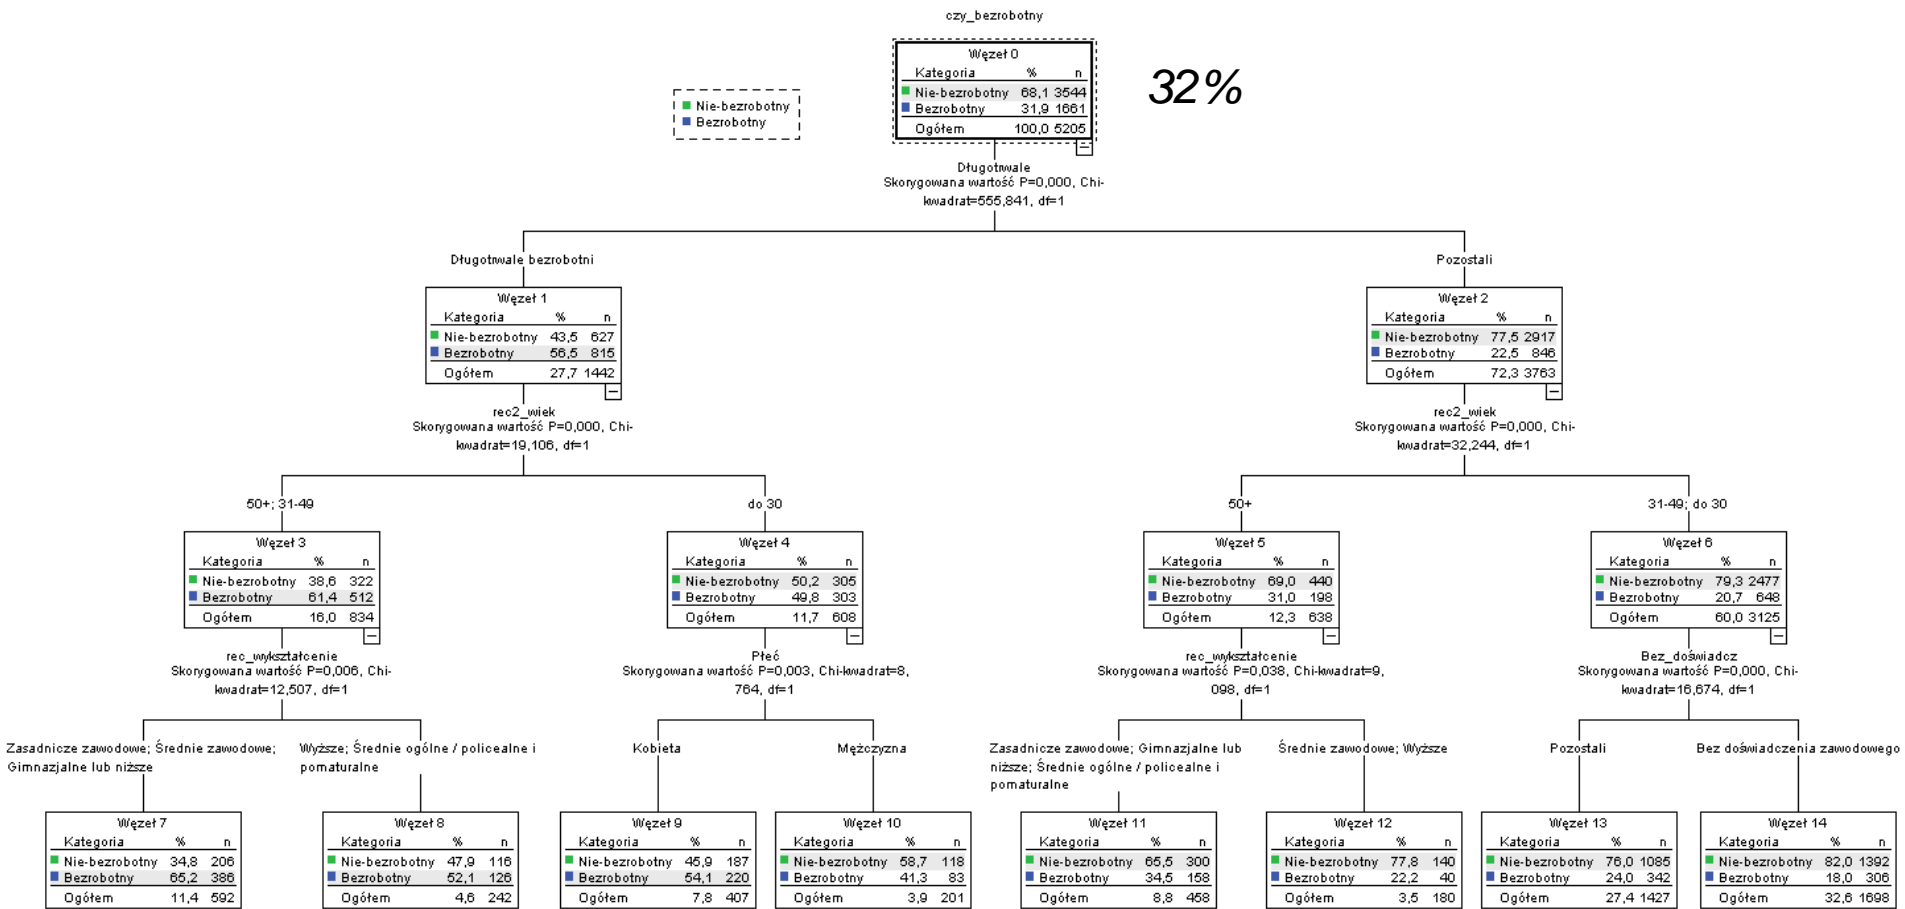 czy_bezrobotny
Węzeł 0
Kategoria % n
Nie-bezrobotny 68,1 3544
Bezrobotny 31,9 1661
Ogółem 100,0 5205
32%
Nie-bezrobotny
Bezrobotny
Długotrwale
Skorygowana wartość P=0,000, Chi-
kwadrat=555,841, df=1
Długotrwale bezrobotni
Węzeł 1
Kategoria % n
Nie-bezrobotny 43,5 627
Bezrobotny 56,5 815
Ogółem 27,7 1442
rec2_wiek
Skorygowana wartość P=0,000, Chi-
kwadrat=19,106, df=1
Pozostali
Węzeł 2
Kategoria % n
Nie-bezrobotny 77,5 2917
Bezrobotny 22,5 846
Ogółem 72,3 3763
rec2_wiek
Skorygowana wartość P=0,000, Chi-
kwadrat=32,244, df=1
50+; 31-49
Węzeł 3
Kategoria % n
Nie-bezrobotny 38,6 322
Bezrobotny 61,4 512
Ogółem 16,0 834
rec_wykształcenie
Skorygowana wartość P=0,006, Chi-
kwadrat=12,507, df=1
do 30
Węzeł 4
Kategoria % n
Nie-bezrobotny 50,2 305
Bezrobotny 49,8 303
Ogółem 11,7 608
Płeć
Skorygowana wartość P=0,003, Chi-kwadrat=8,
764, df=1
50+
Węzeł 5
Kategoria % n
Nie-bezrobotny 69,0 440
Bezrobotny 31,0 198
Ogółem 12,3 638
rec_wykształcenie
Skorygowana wartość P=0,038, Chi-kwadrat=9,
098, df=1
31-49; do 30
Węzeł 6
Kategoria % n
Nie-bezrobotny 79,3 2477
Bezrobotny 20,7 648
Ogółem 60,0 3125
Bez_doświadcz
Skorygowana wartość P=0,000, Chi-
kwadrat=16,674, df=1
Zasadnicze zawodowe; Średnie zawodowe;
Gimnazjalne lub niższe
Węzeł 7
Kategoria % n
Nie-bezrobotny 34,8 206
Bezrobotny 65,2 386
Ogółem 11,4 592
Wyższe; Średnie ogólne / policealne i
pomaturalne
Węzeł 8
Kategoria % n
Nie-bezrobotny 47,9 116
Bezrobotny 52,1 126
Ogółem 4,6 242
Kobieta
Węzeł 9
Kategoria % n
Nie-bezrobotny 45,9 187
Bezrobotny 54,1 220
Ogółem 7,8 407
Mężczyzna
Węzeł 10
Kategoria % n
Nie-bezrobotny 58,7 118
Bezrobotny 41,3 83
Ogółem 3,9 201
Zasadnicze zawodowe; Gimnazjalne lub
niższe; Średnie ogólne / policealne i
pomaturalne
Węzeł 11
Kategoria % n
Nie-bezrobotny 65,5 300
Bezrobotny 34,5 158
Ogółem 8,8 458
Średnie zawodowe; Wyższe
Węzeł 12
Kategoria % n
Nie-bezrobotny 77,8 140
Bezrobotny 22,2 40
Ogółem 3,5 180
Pozostali
Węzeł 13
Kategoria % n
Nie-bezrobotny 76,0 1085
Bezrobotny 24,0 342
Ogółem 27,4 1427
Bez doświadczenia zawodowego
Węzeł 14
Kategoria % n
Nie-bezrobotny 82,0 1392
Bezrobotny 18,0 306
Ogółem 32,6 1698